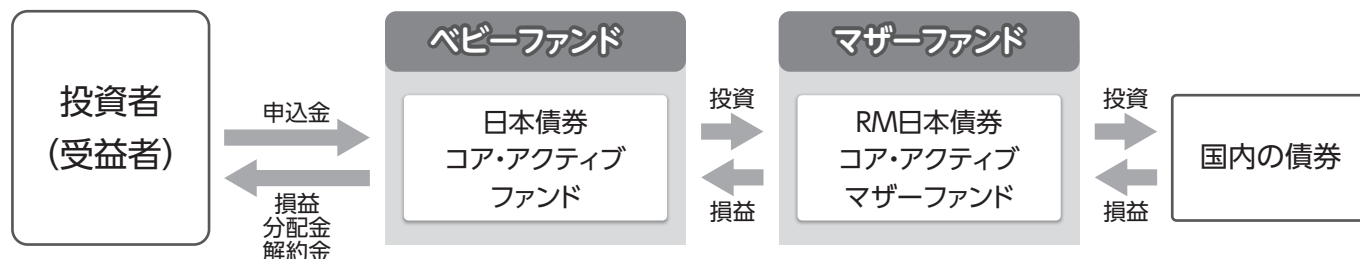 投資者
(受益者)
申込金
損益
分配金
解約金
ベビーファンド
日本債券
コア・アクティブ
ファンド
投資
損益
マザーファンド
RM日本債券
コア・アクティブ
マザーファンド
投資
損益
国内の債券